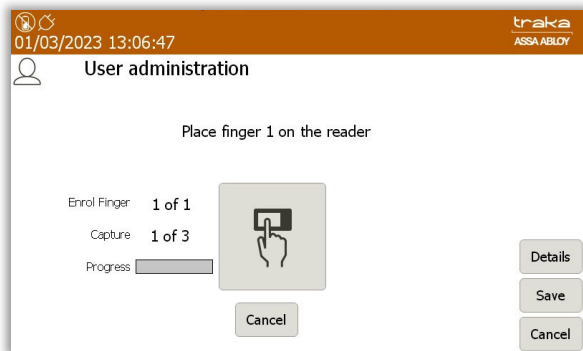 traka
01/03/2023 13:06:47
ASSA ABLOY
User administration
Place finger 1 on the reader
Enrol Finger 1 of 1
Capture 1 of 3
Progress
Details
Save
Cancel
Cancel